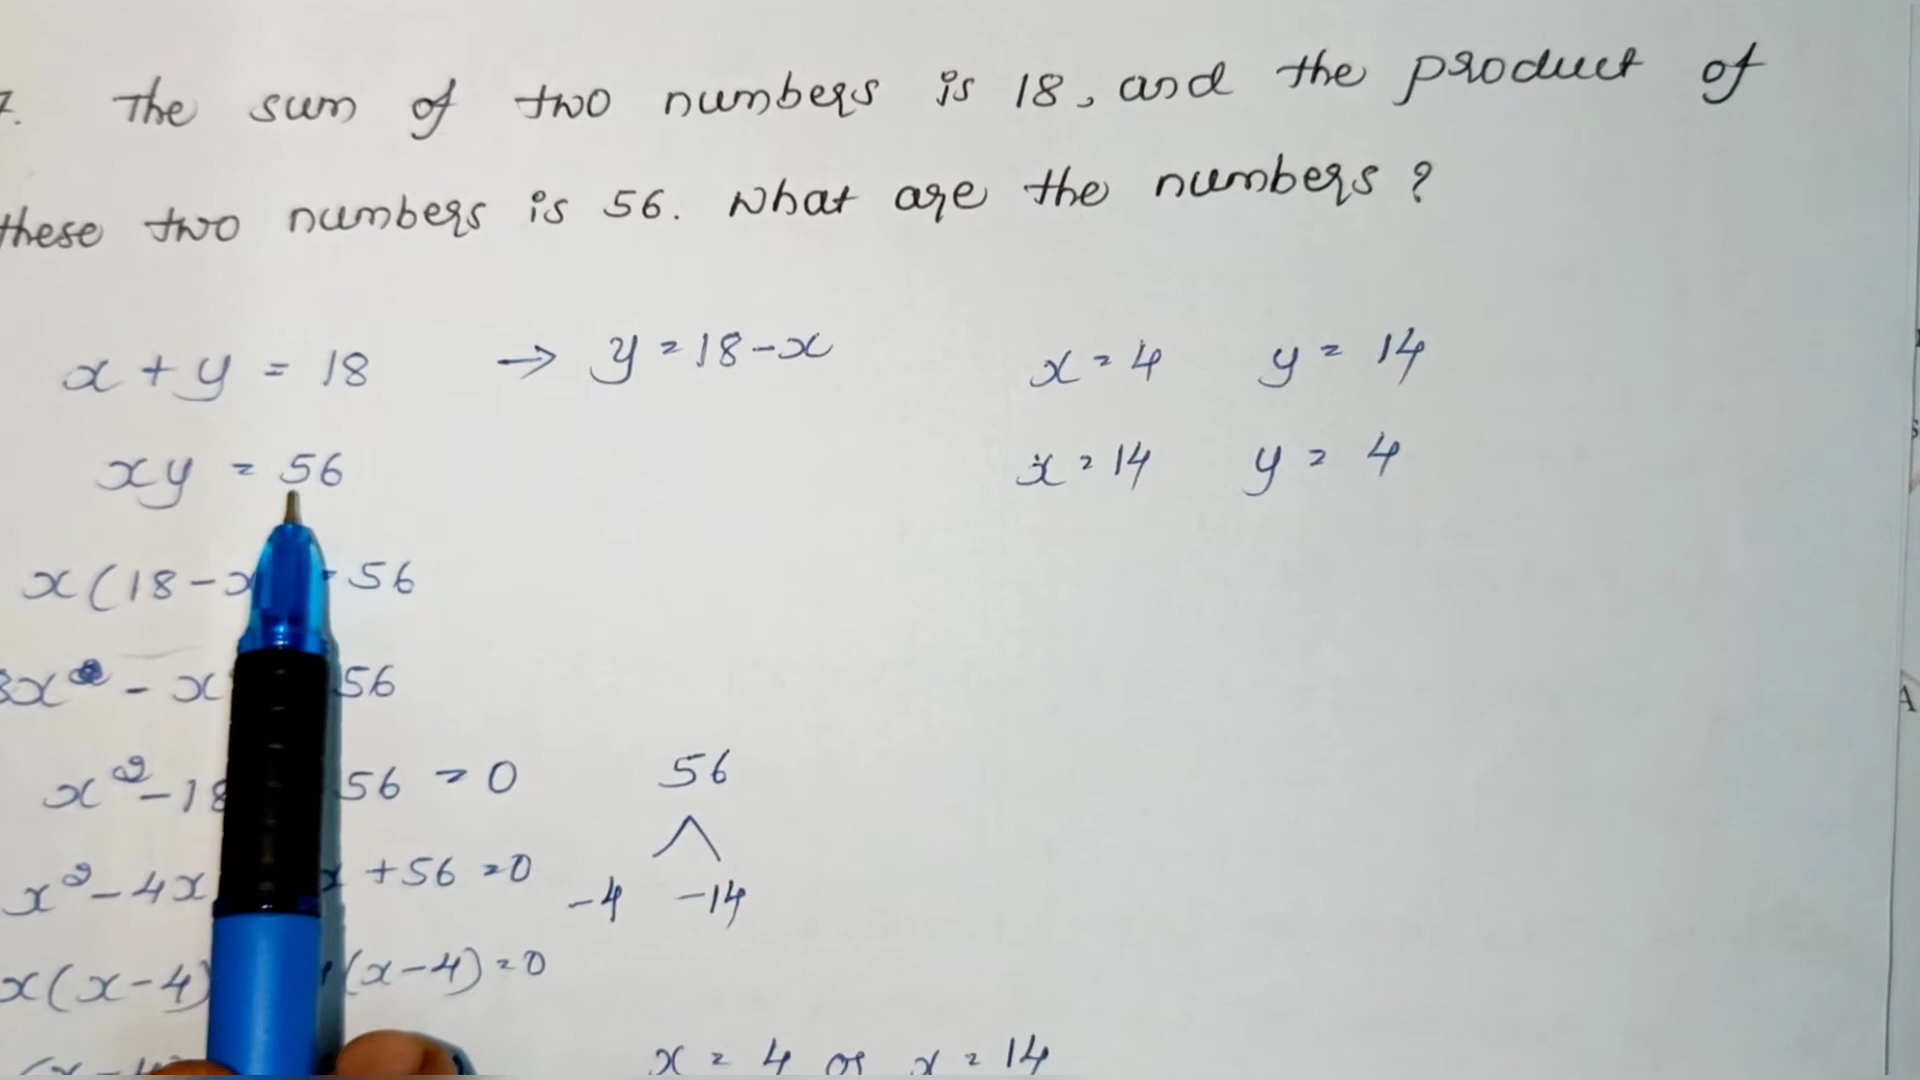 7. The sum of two numbers is 18, and the product of
these two numbers is 56. What are the numbers?
x + y = 18 → y = 18 - x
x = 4 y = 14
xy = 56
x = 14 y = 4
x(18 - x = 56
x - x 56
x² - 18 56 = 0
56
x² - 4x x + 56 = 0
-4 -14
x(x - 4) (x - 4) = 0
x = 4 or x = 14